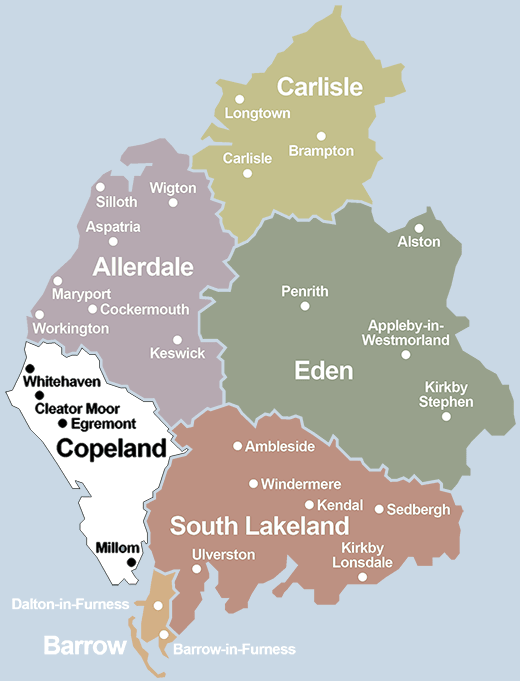 Carlisle
Longtown
Brampton
Carlisle
Wigton
Silloth
Aspatria
Alston
Allerdale
Maryport
Penrith
Cockermouth
Workington
Appleby-in-
Westmorland
Keswick
Eden
Whitehaven
Kirkby
Stephen
Cleator Moor
Egremont
Copeland
Ambleside
Windermere
Kendal
Sedbergh
South Lakeland
Millom
Ulverston
Kirkby
Lonsdale
Dalton-in-Furness
Barrow
Barrow-in-Furness